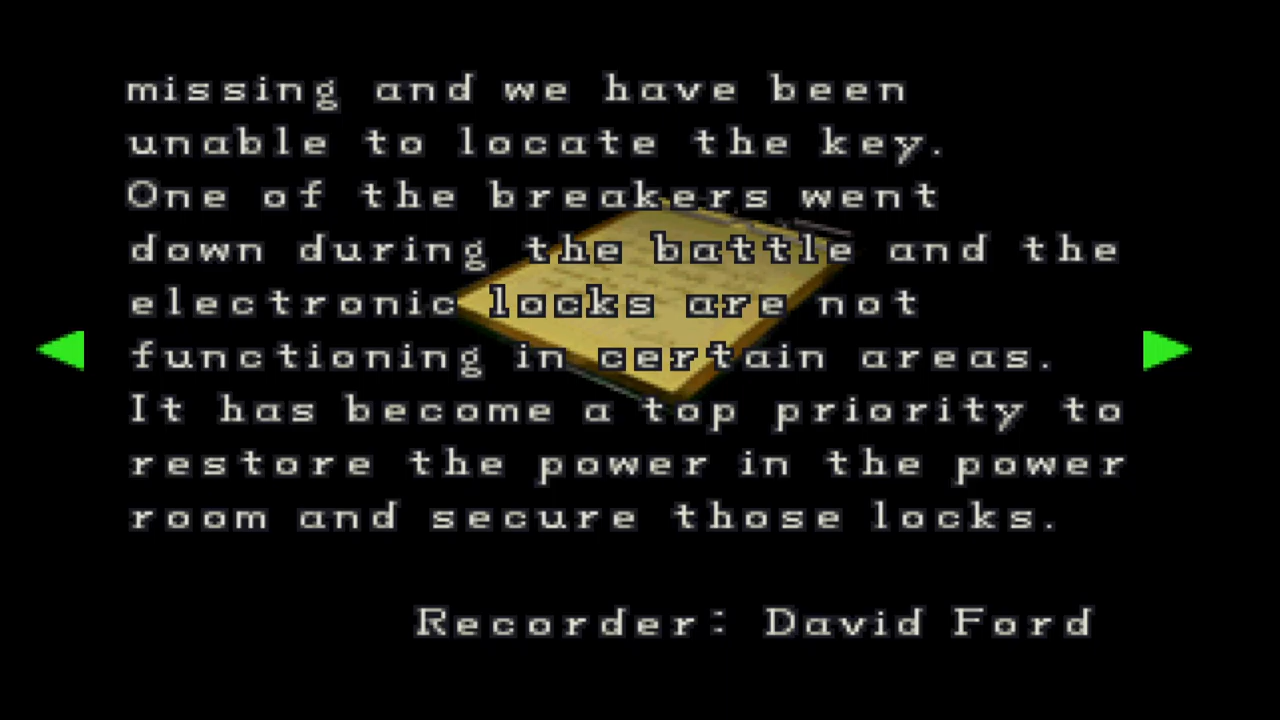 missing and we have been
unable to locate the key.
One of the breakers went
down during the battle and the
electronic locks are not
functioning in certain areas.
It has become a top priority to
restore the power in the power
room and secure those locks.
Recorder: David Ford